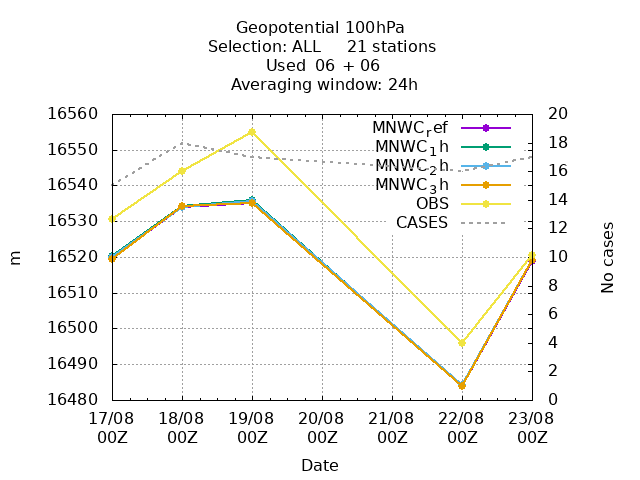 Geopotential 100hPa
Selection: ALL 21 stations
Used 06 + 06
Averaging window: 24h
16560
16550
16540
16530
16520
16510
16500
16490
16480
20
18
16
14
12
10
8
6
4
2
0
MNWC_ref
MNWC_1h
MNWC_2h
MNWC_3h
OBS
CASES
m
No cases
17/08 18/08 19/08 20/08 21/08 22/08 23/08
00Z 00Z 00Z 00Z 00Z 00Z 00Z
Date